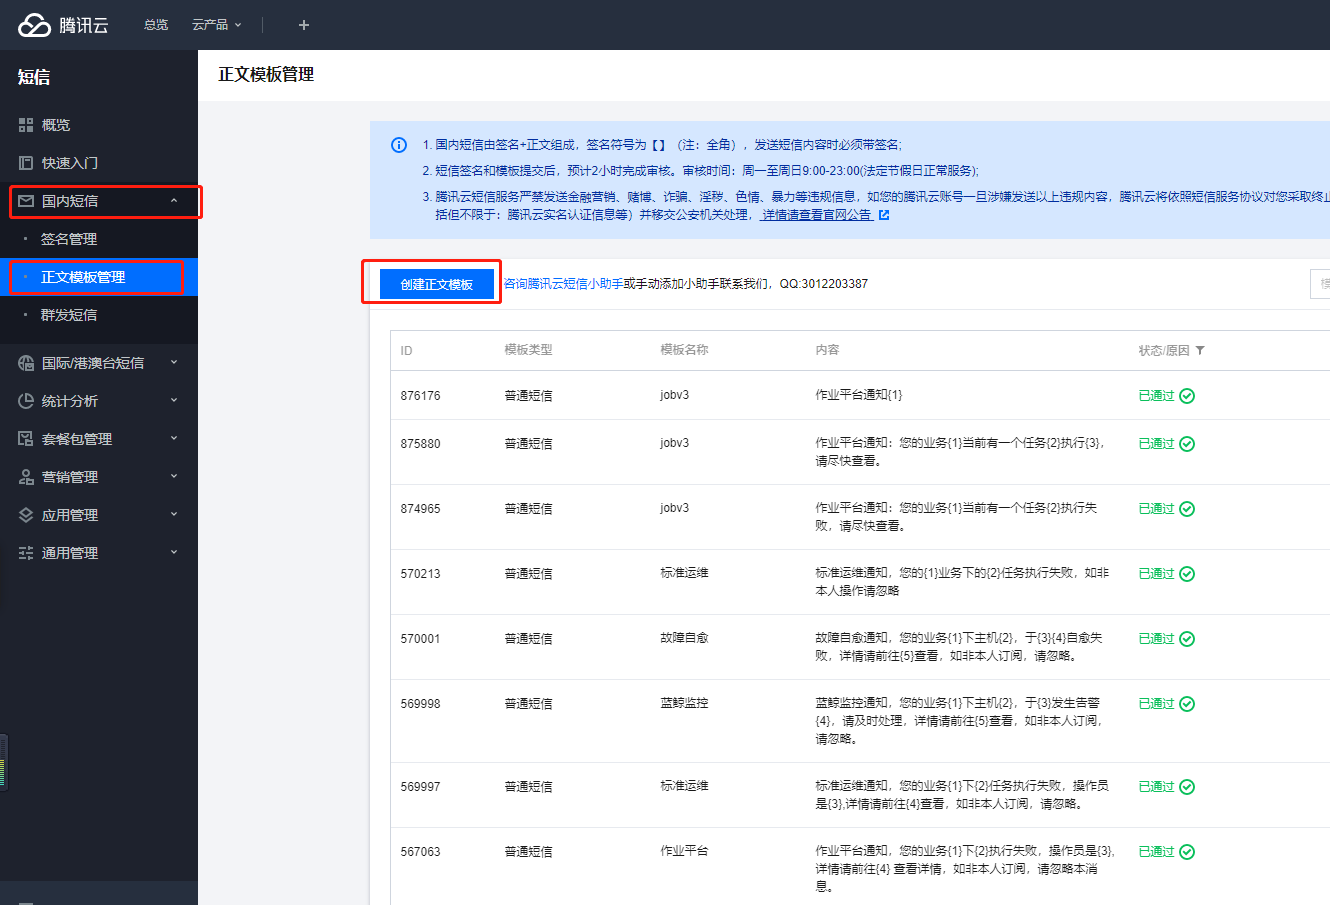 腾讯云
总览
云产品
+
短信
正文模板管理
概览
快速入门
国内短信
签名管理
正文模板管理
群发短信
国际/港澳台短信
统计分析
套餐包管理
营销管理
应用管理
通用管理
1. 国内短信由签名+正文组成，签名符号为【】（注：全角），发送短信内容时必须带签名;
2. 短信签名和模板提交后，预计2小时完成审核。审核时间：周一至周日9:00-23:00(法定节假日正常服务);
3. 腾讯云短信服务严禁发送金融营销、赌博、诈骗、淫秽、色情、暴力等违规信息，如您的腾讯云账号一旦涉嫌发送以上违规内容，腾讯云将依照短信服务协议对您采取终止
括但不限于：腾讯云实名认证信息等）并移交公安机关处理，详情请查看官网公告
创建正文模板
咨询腾讯云短信小助手或手动添加小助手联系我们，QQ:3012203387
ID 模板类型 模板名称 内容 状态/原因
876176 普通短信 jobv3 作业平台通知{1} 已通过
875880 普通短信 jobv3 作业平台通知：您的业务{1}当前有一个任务{2}执行{3}， 已通过
请尽快查看。
874965 普通短信 jobv3 作业平台通知：您的业务{1}当前有一个任务{2}执行失 已通过
败，请尽快查看。
570213 普通短信 标准运维 标准运维通知，您的{1}业务下的{2}任务执行失败，如非 已通过
本人操作请忽略
570001 普通短信 故障自愈 故障自愈通知，您的业务{1}下主机{2}，于{3}{4}自愈失 已通过
败，详情请前往{5}查看，如非本人订阅，请忽略。
569998 普通短信 蓝鲸监控 蓝鲸监控通知，您的业务{1}下主机{2}，于{3}发生告警 已通过
{4}，请及时处理，详情请前往{5}查看，如非本人订阅，
请忽略。
569997 普通短信 标准运维 标准运维通知，您的业务{1}下{2}任务执行失败，操作员 已通过
是{3},详情请前往{4}查看，如非本人订阅，请忽略。
567063 普通短信 作业平台 作业平台通知，您的业务{1}下{2}执行失败，操作员是{3}, 已通过
详情请前往{4} 查看详情，如非本人订阅，请忽略本消
息。